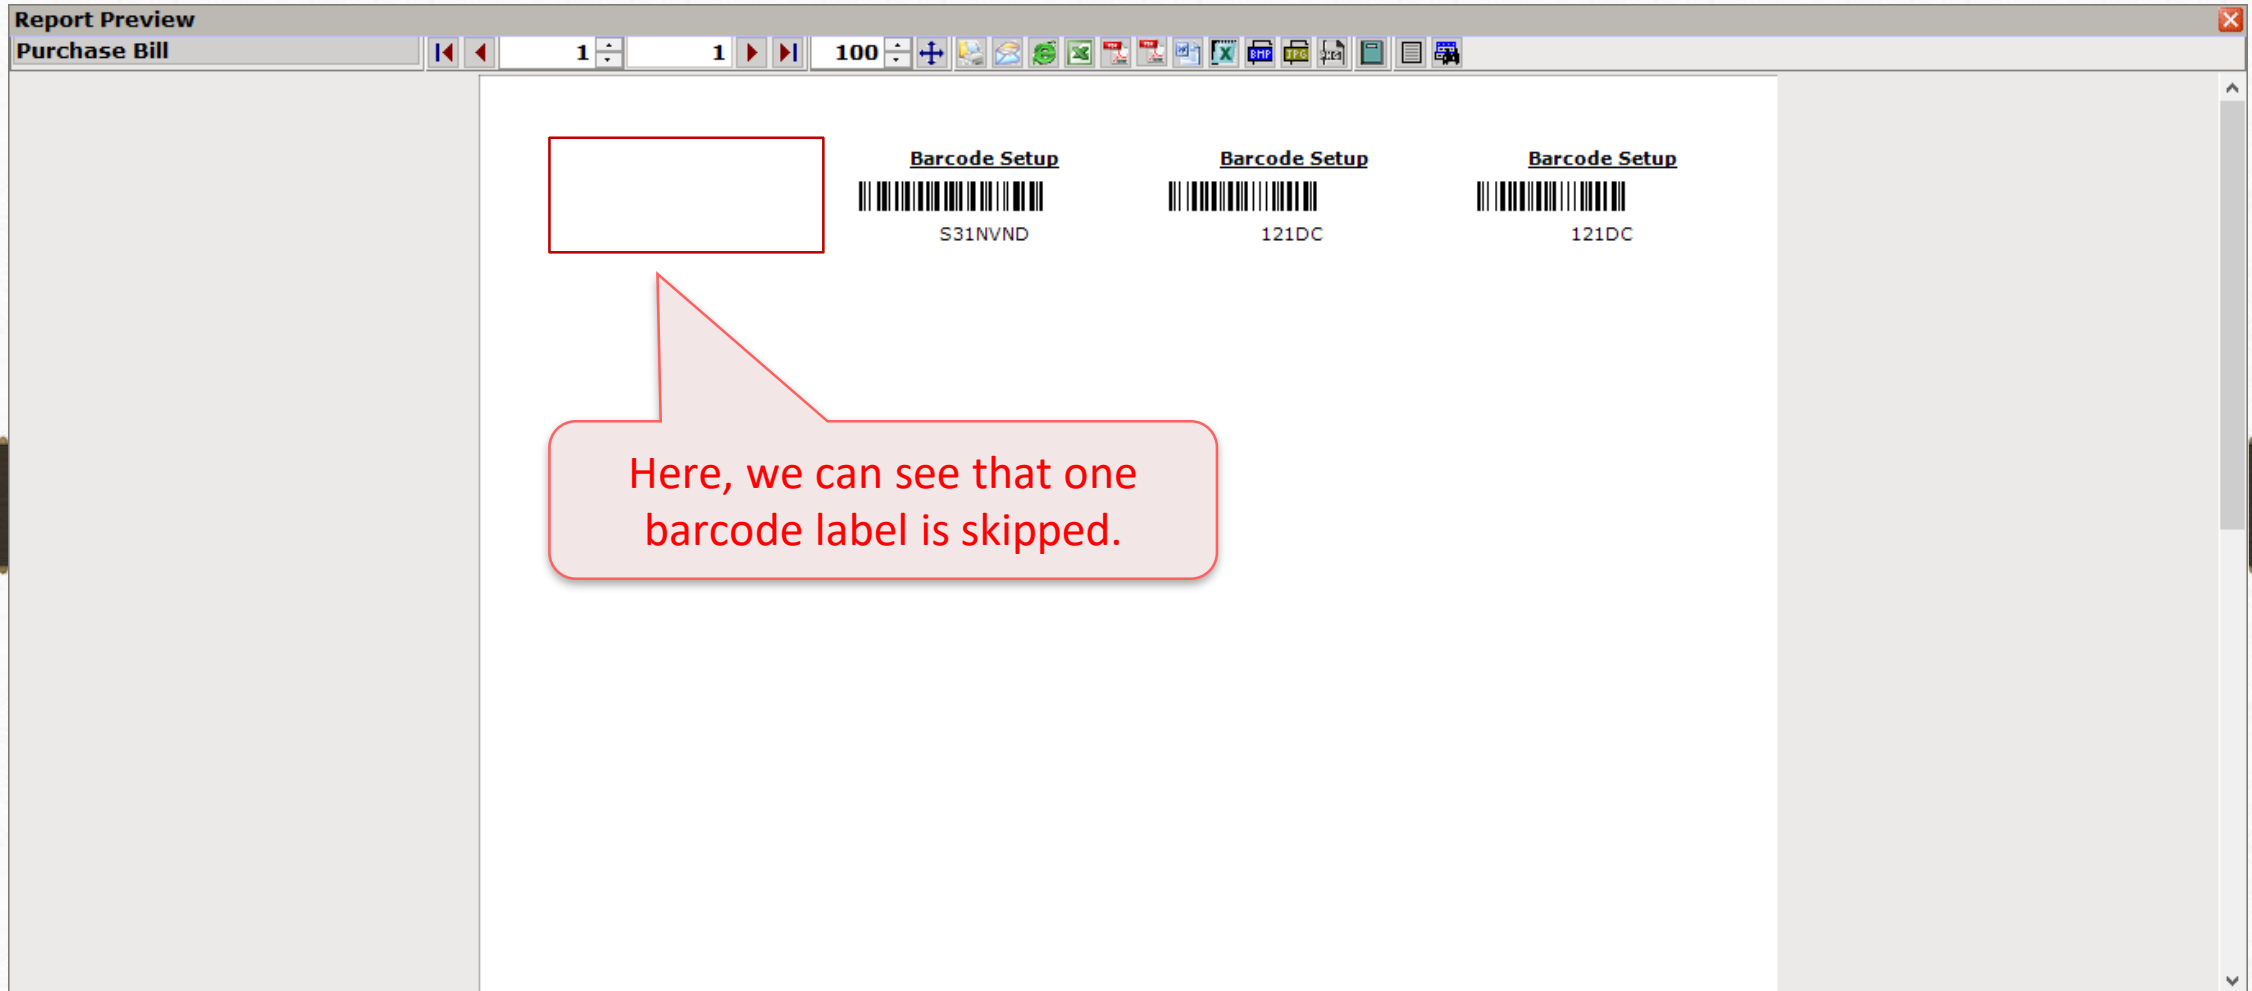 Report Preview
Purchase Bill 1 1 100
Barcode Setup Barcode Setup Barcode Setup
S31NVND 121DC 121DC
Here, we can see that one
barcode label is skipped.